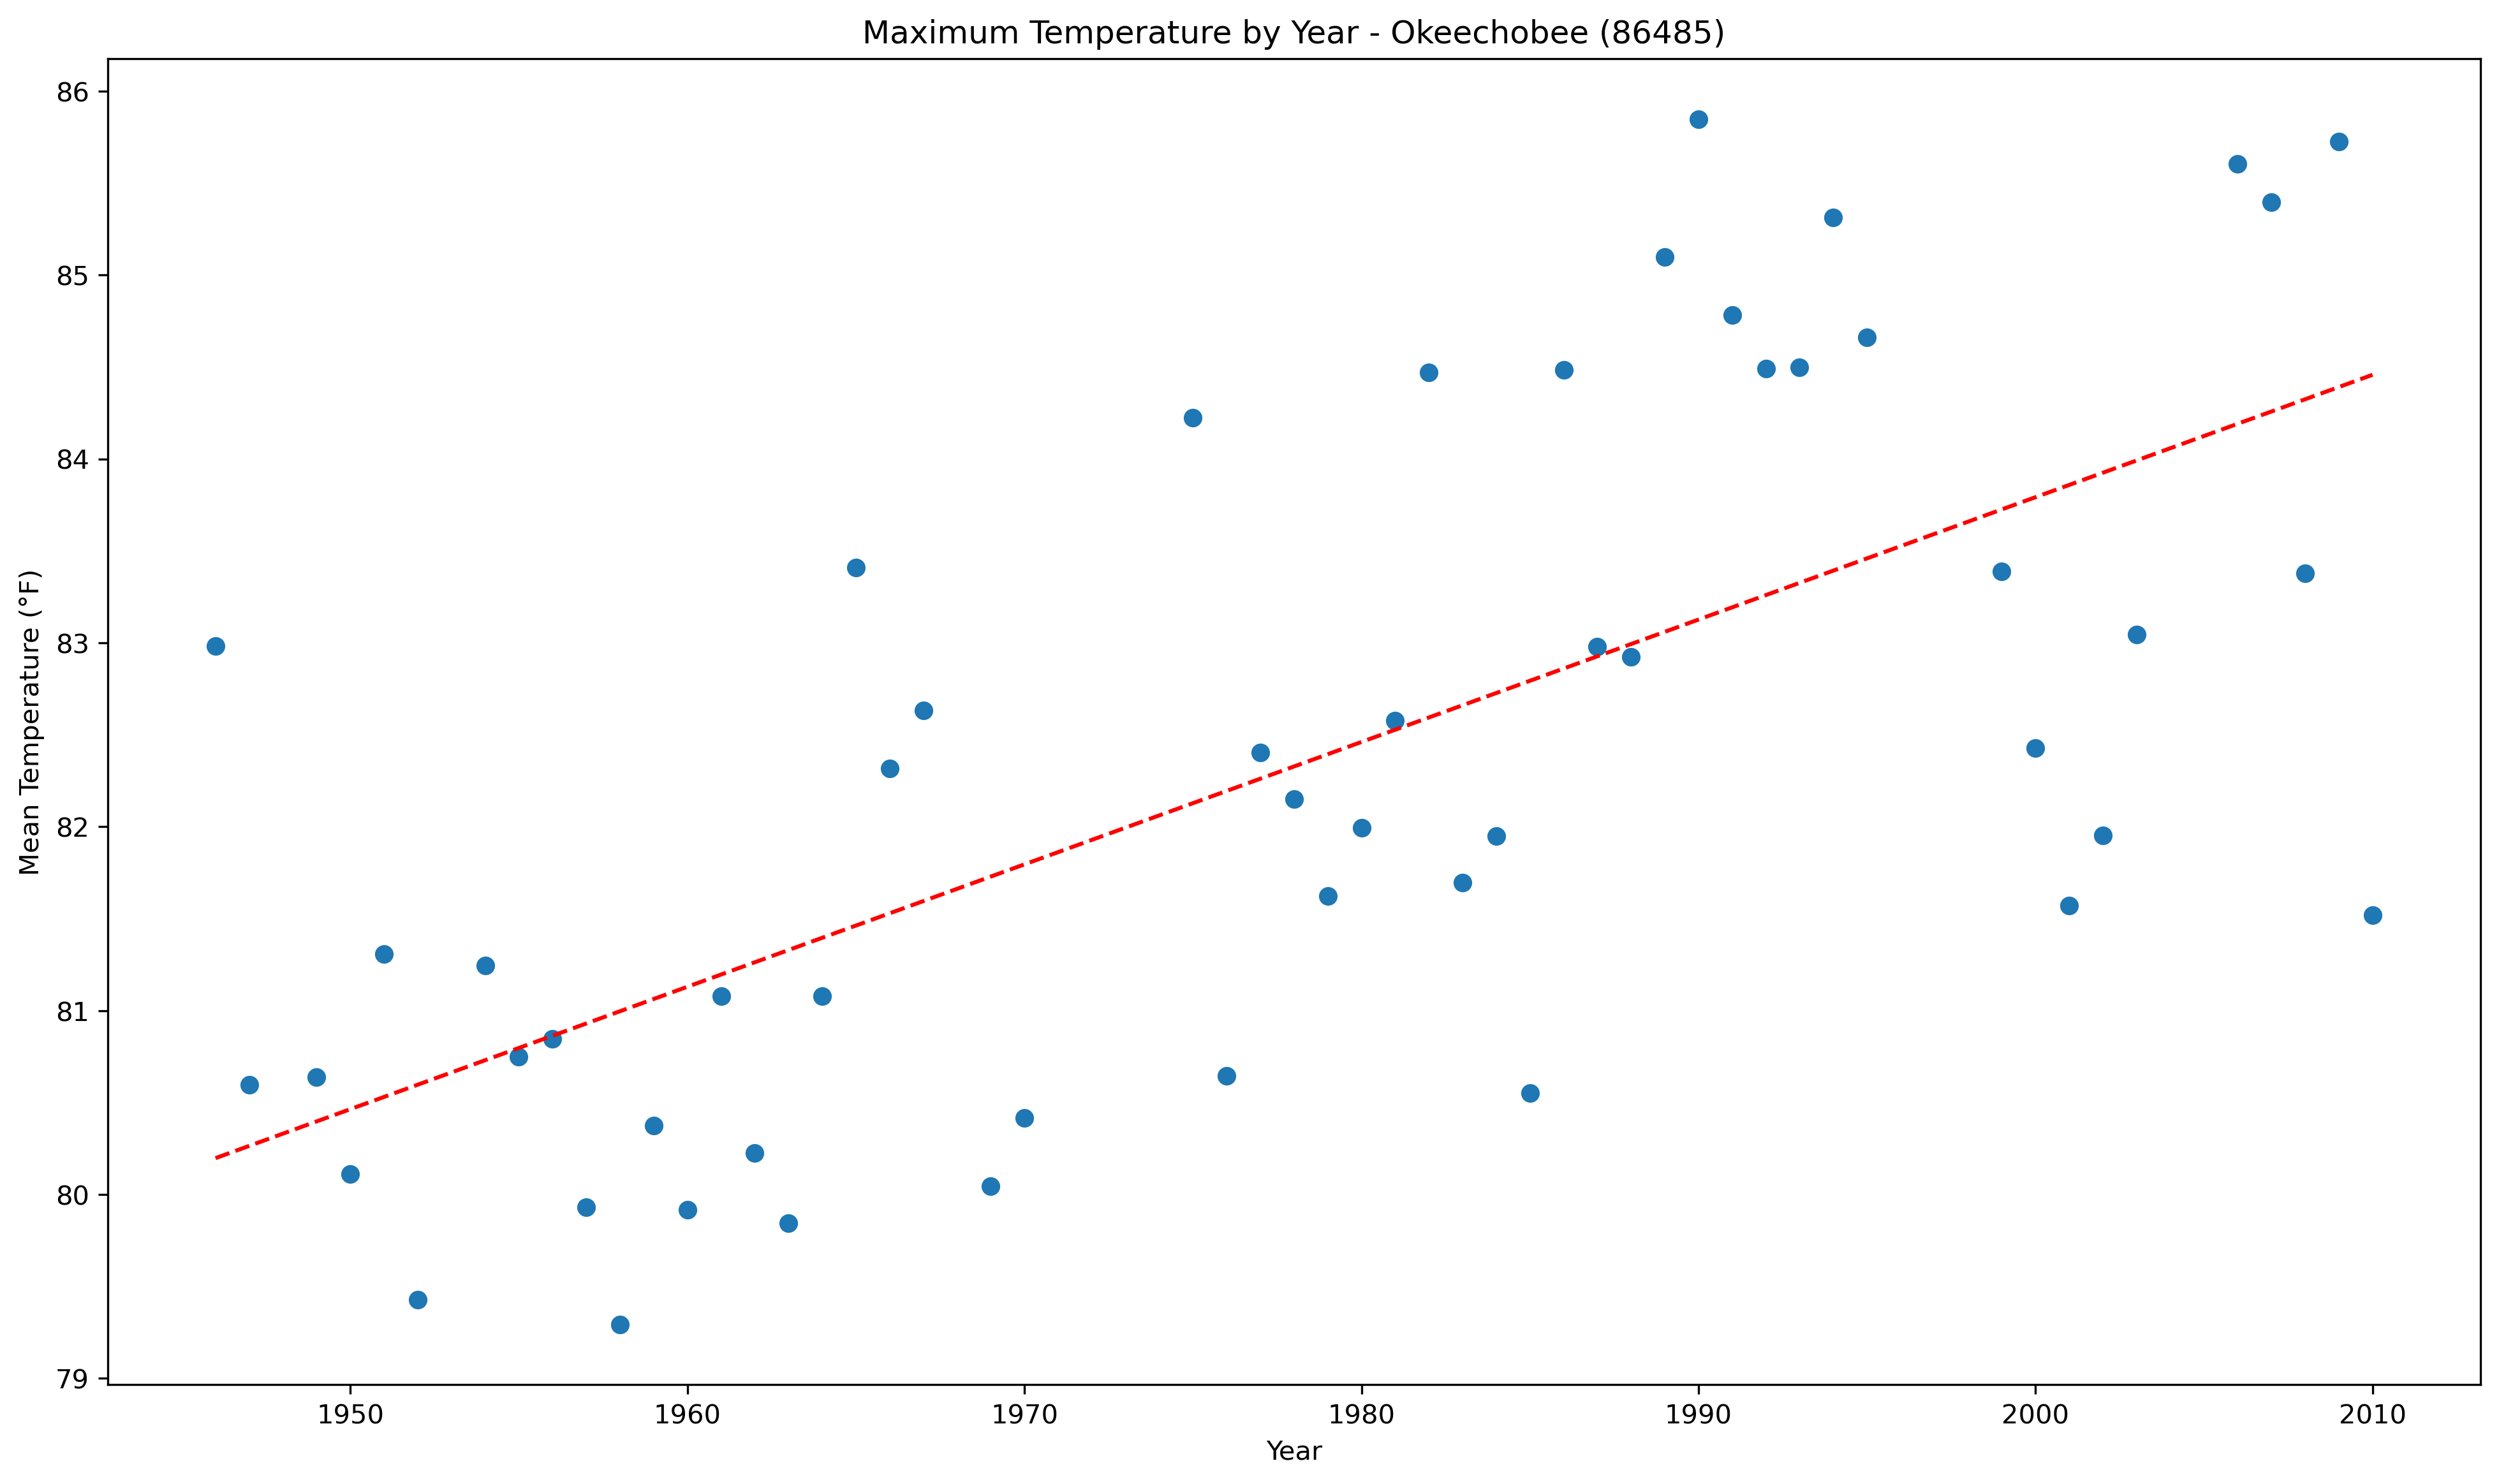 Maximum Temperature by Year - Okeechobee (86485)
Mean Temperature (°F)
86
85
84
83
82
81
80
79
1950 1960 1970 1980 1990 2000 2010
Year